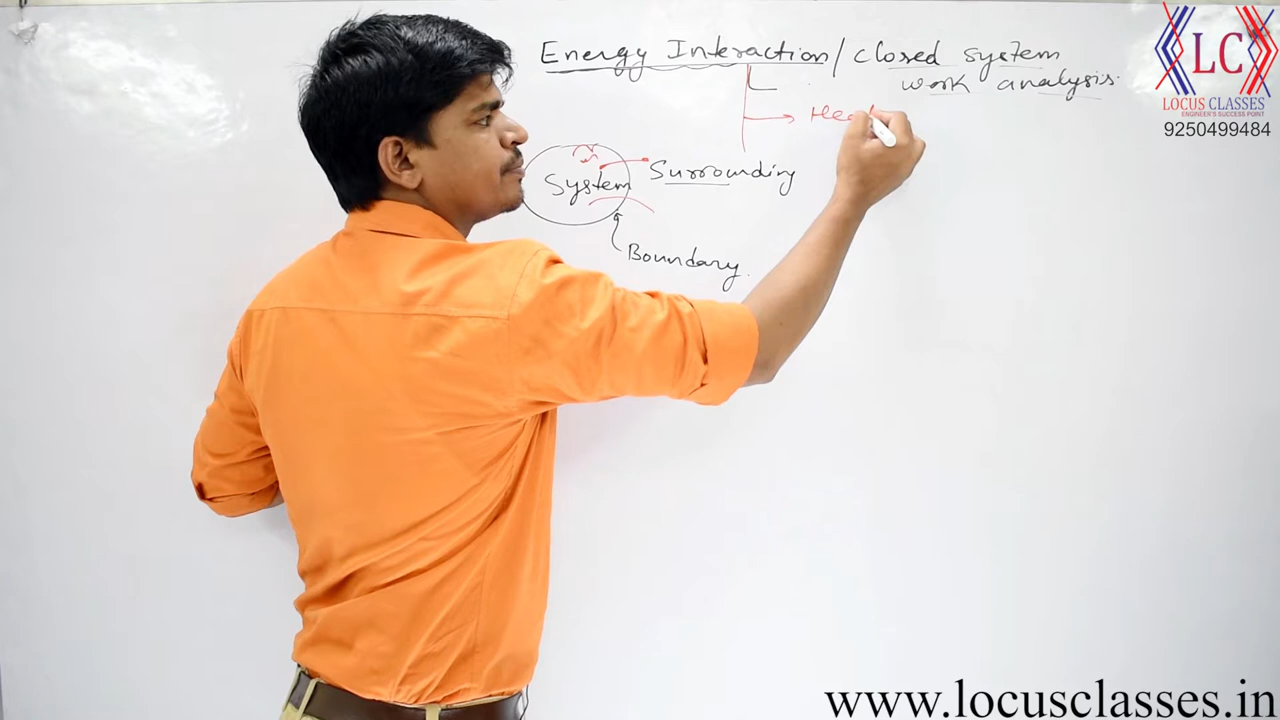 Energy Interaction/closed system
work analysis.
LC
LOCUS CLASSES
ENGINEER'S SUCCESS POINT
9250499484
Surrounding
System
Boundary.
www.locusclasses.in